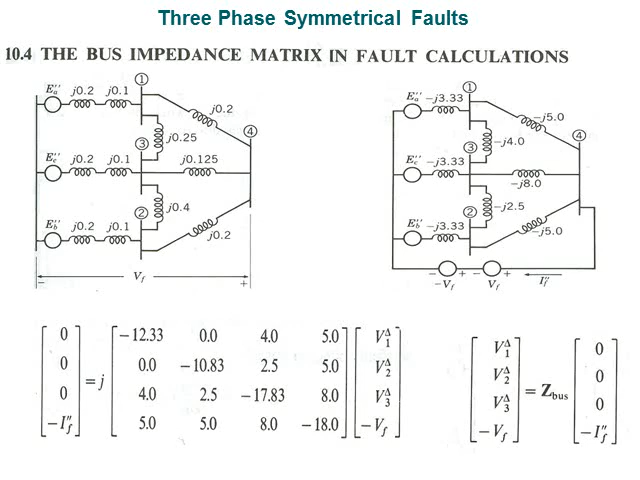 Three Phase Symmetrical Faults
10.4 THE BUS IMPEDANCE MATRIX IN FAULT CALCULATIONS
E''a j0.2 j0.1 ① j0.2
③ j0.25 ④
E''c j0.2 j0.1 j0.125
② j0.4
E''b j0.2 j0.1 j0.2
− Vf +
E''a −j3.33 ① −j5.0
③ −j4.0 ④
E''c −j3.33 −j8.0
② −j2.5
E''b −j3.33 −j5.0
− + − +
−Vf Vf I''f
0 −12.33 0.0 4.0 5.0 V1Δ
0 0.0 −10.83 2.5 5.0 V2Δ
= j
0 4.0 2.5 −17.83 8.0 V3Δ
−I''f 5.0 5.0 8.0 −18.0 −Vf
V1Δ 0
V2Δ 0
= Zbus
V3Δ 0
−Vf −I''f